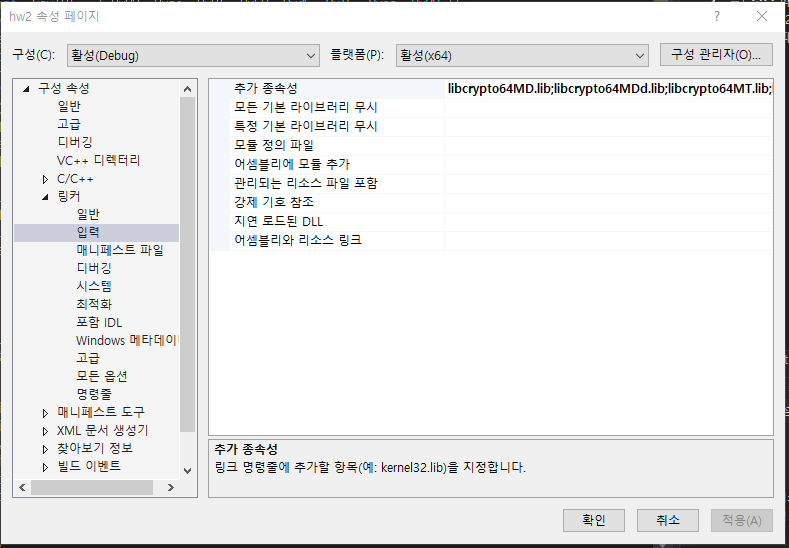 hw2 속성 페이지
구성(C): 활성(Debug) 플랫폼(P): 활성(x64) 구성 관리자(O)...
구성 속성
일반
고급
디버깅
VC++ 디렉터리
C/C++
링커
일반
입력
매니페스트 파일
디버깅
시스템
최적화
포함 IDL
Windows 메타데이
고급
모든 옵션
명령줄
매니페스트 도구
XML 문서 생성기
찾아보기 정보
빌드 이벤트
추가 종속성 libcrypto64MD.lib;libcrypto64MDd.lib;libcrypto64MT.lib;
모든 기본 라이브러리 무시
특정 기본 라이브러리 무시
모듈 정의 파일
어셈블리에 모듈 추가
관리되는 리소스 파일 포함
강제 기호 참조
지연 로드된 DLL
어셈블리와 리소스 링크
추가 종속성
링크 명령줄에 추가할 항목(예: kernel32.lib)을 지정합니다.
확인 취소 적용(A)